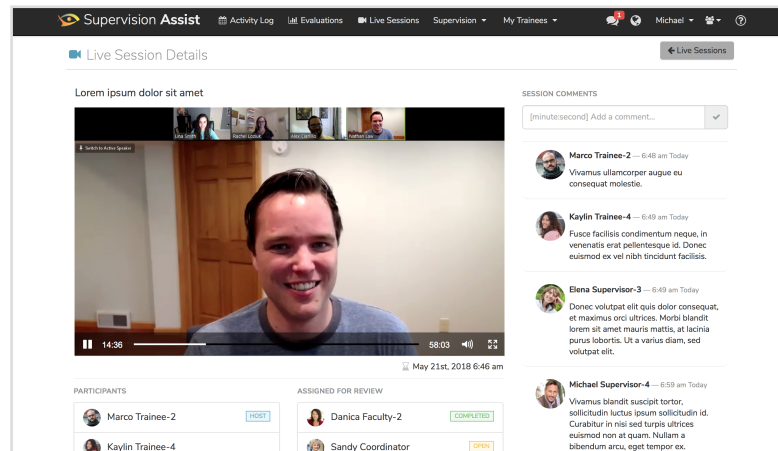 Supervision Assist
Activity Log
Evaluations
Live Sessions
Supervision
My Trainees
1
Michael
Live Session Details
Live Sessions
Lorem ipsum dolor sit amet
Lina Smith
Rachel Lozuk
Alex Ciarlillo
Nathan Law
Switch to Active Speaker
14:36
58:03
May 21st, 2018 6:46 am
PARTICIPANTS
Marco Trainee-2
HOST
Kaylin Trainee-4
ASSIGNED FOR REVIEW
Danica Faculty-2
COMPLETED
Sandy Coordinator
OPEN
SESSION COMMENTS
[minute:second] Add a comment...
Marco Trainee-2 — 6:48 am Today
Vivamus ullamcorper augue eu
consequat molestie.
Kaylin Trainee-4 — 6:49 am Today
Fusce facilisis condimentum neque, in
venenatis erat pellentesque id. Donec
euismod ex vel nibh tincidunt facilisis.
Elena Supervisor-3 — 6:49 am Today
Donec volutpat elit quis dolor consequat,
et maximus orci ultrices. Morbi blandit
lorem sit amet mauris mattis, at lacinia
purus lobortis. Ut a varius diam, sed
volutpat elit.
Michael Supervisor-4 — 6:59 am Today
Vivamus blandit suscipit tortor,
sollicitudin luctus ipsum sollicitudin id.
Curabitur in nisi sed turpis ultrices
euismod non at quam. Nullam a
bibendum arcu, eget tempor ex.